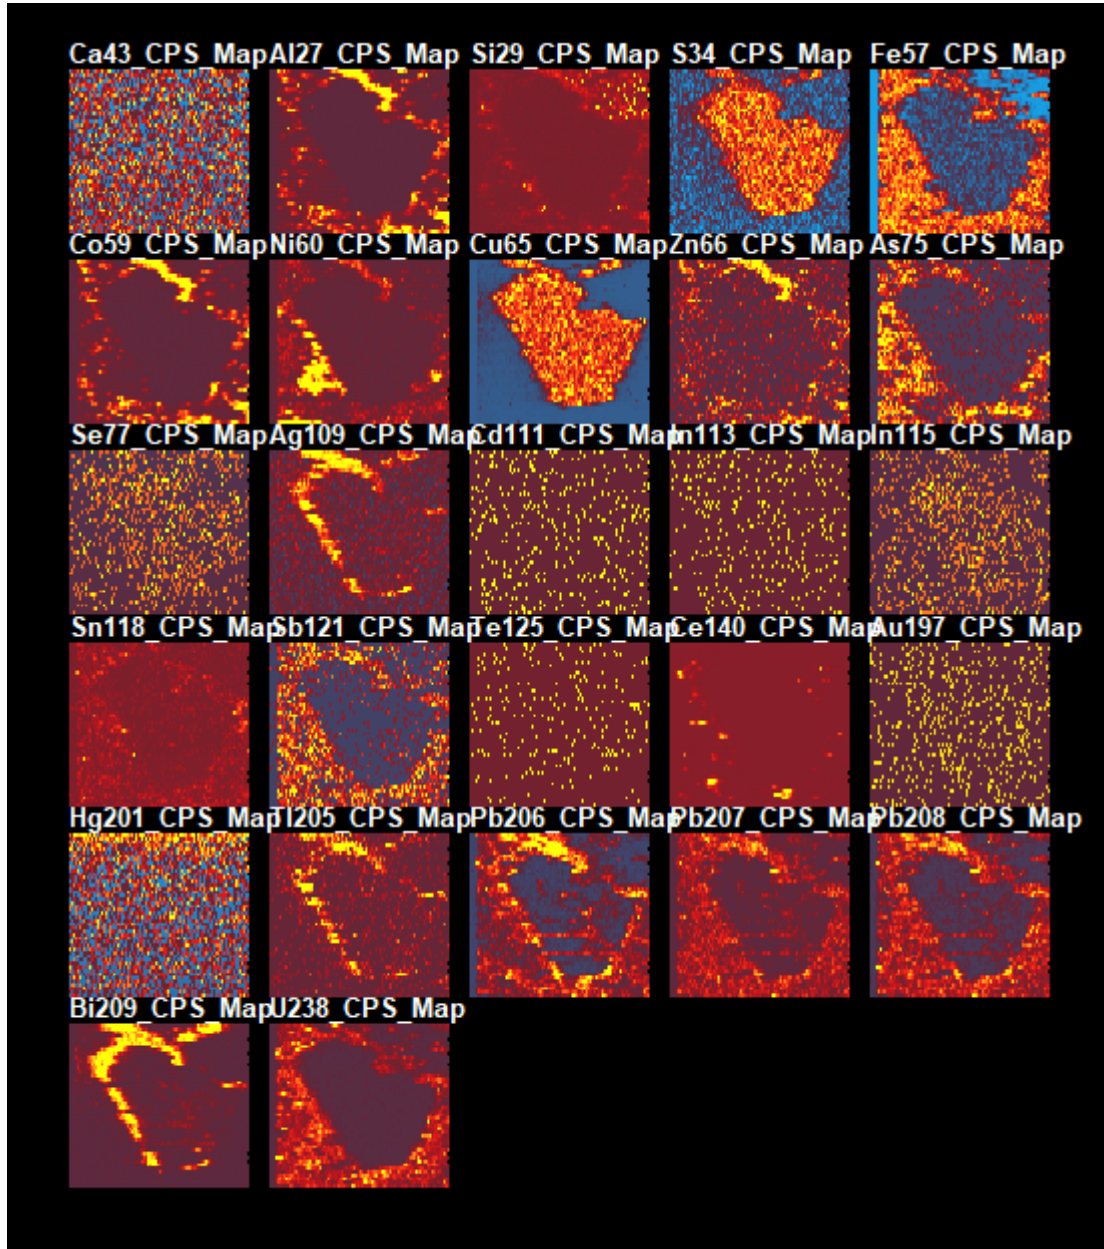 Ca43_CPS_Map Al27_CPS_Map Si29_CPS_Map S34_CPS_Map Fe57_CPS_Map
Co59_CPS_Map Ni60_CPS_Map Cu65_CPS_Map Zn66_CPS_Map As75_CPS_Map
Se77_CPS_Map Ag109_CPS_Map Cd111_CPS_Map In113_CPS_Map In115_CPS_Map
Sn118_CPS_Map Sb121_CPS_Map Te125_CPS_Map Ce140_CPS_Map Au197_CPS_Map
Hg201_CPS_Map Tl205_CPS_Map Pb206_CPS_Map Pb207_CPS_Map Pb208_CPS_Map
Bi209_CPS_Map U238_CPS_Map